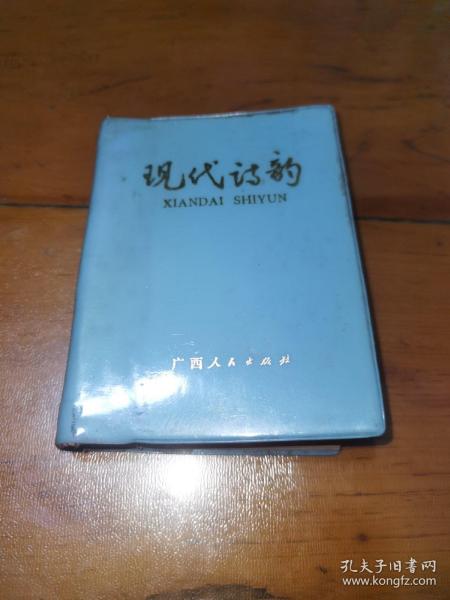 现代诗韵
XIANDAI SHIYUN
广西人民出版社
孔夫子旧书网
www.kongfz.com